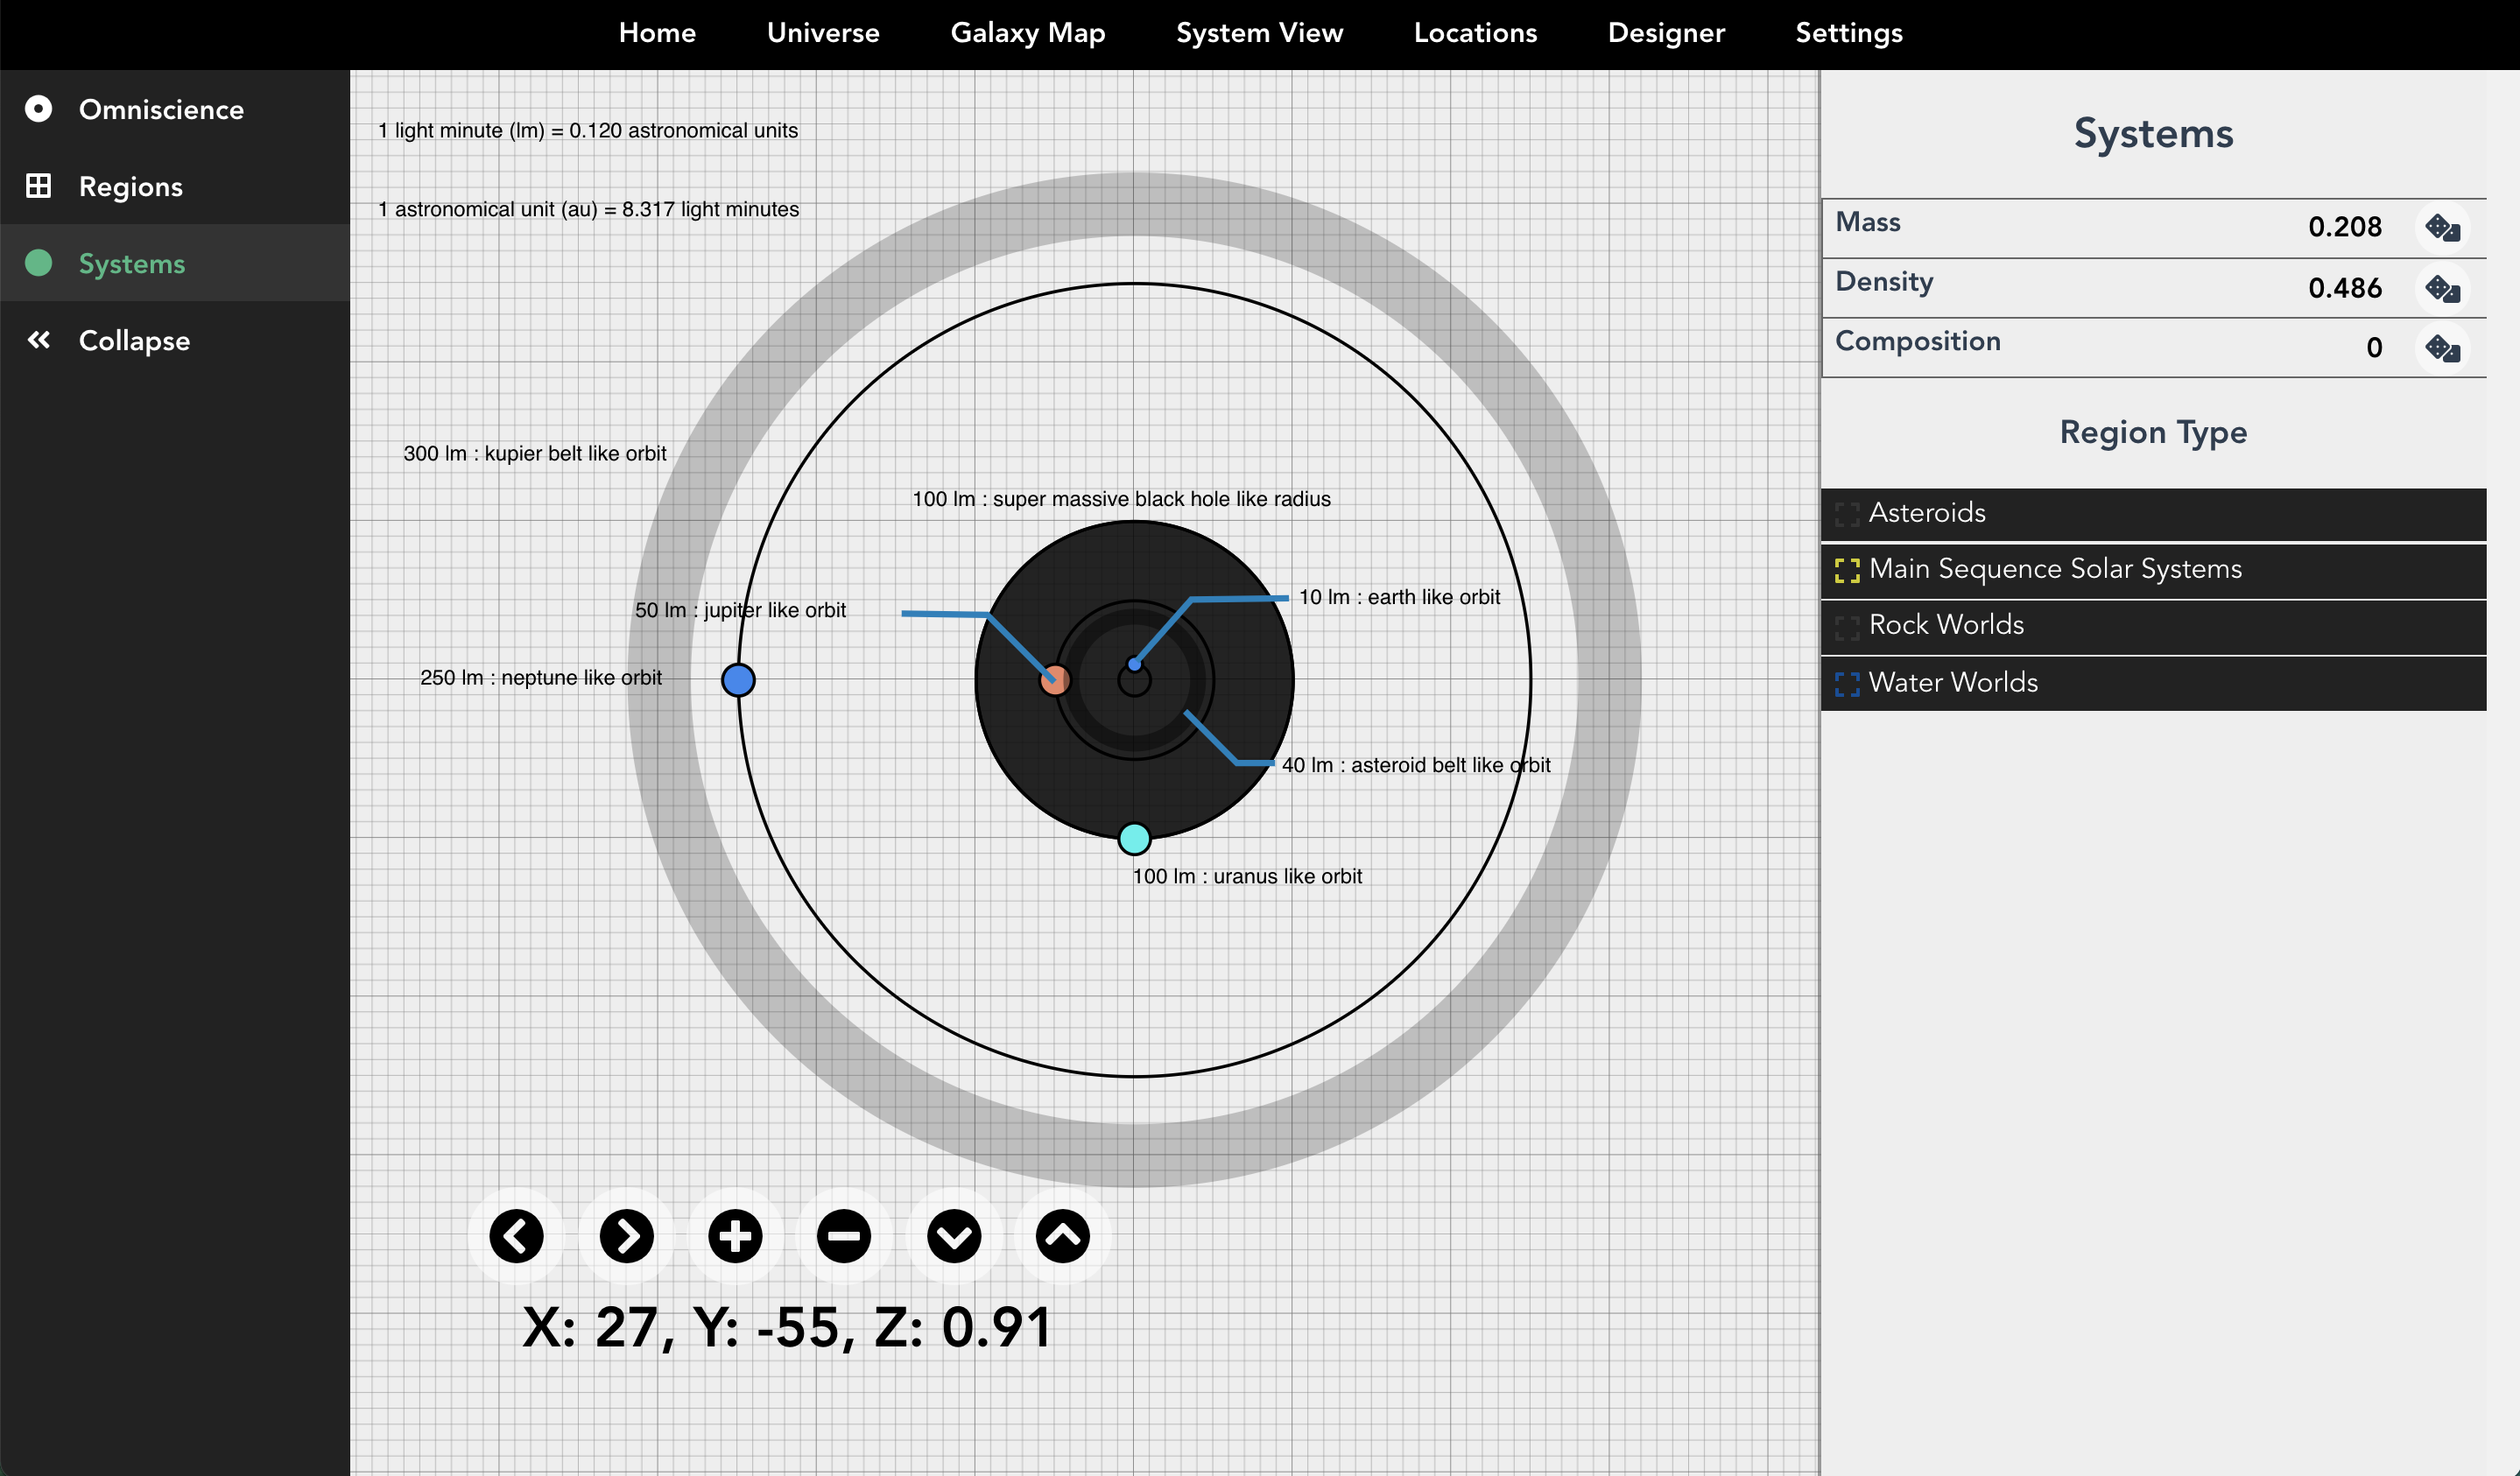 Home Universe Galaxy Map System View Locations Designer Settings
Omniscience
Regions
Systems
Collapse
1 light minute (lm) = 0.120 astronomical units
1 astronomical unit (au) = 8.317 light minutes
300 lm : kupier belt like orbit
100 lm : super massive black hole like radius
10 lm : earth like orbit
50 lm : jupiter like orbit
250 lm : neptune like orbit
40 lm : asteroid belt like orbit
100 lm : uranus like orbit
X: 27, Y: -55, Z: 0.91
Systems
Mass 0.208
Density 0.486
Composition 0
Region Type
Asteroids
Main Sequence Solar Systems
Rock Worlds
Water Worlds